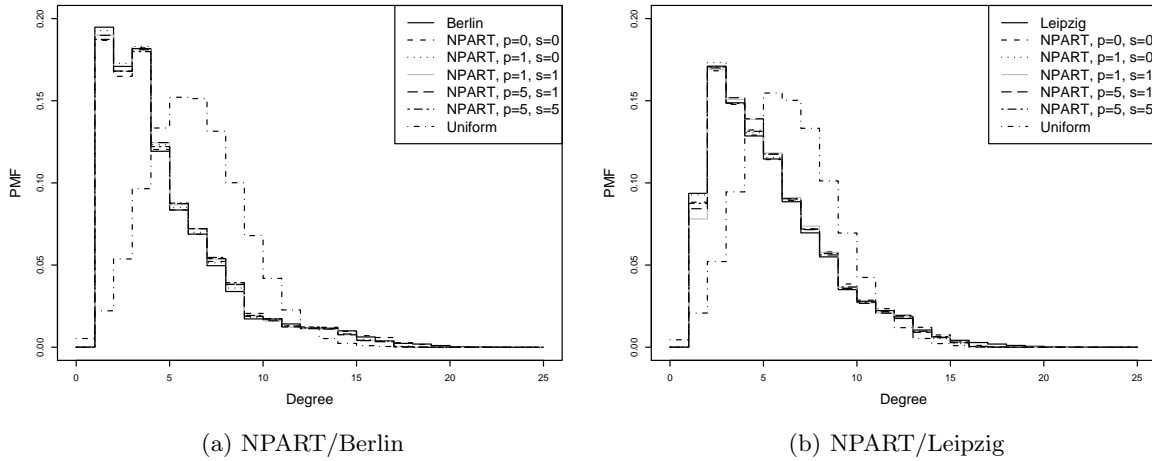 0.20
0.15
0.10
0.05
0.00
PMF
Berlin
NPART, p=0, s=0
NPART, p=1, s=0
NPART, p=1, s=1
NPART, p=5, s=1
NPART, p=5, s=5
Uniform
0 5 10 15 20 25
Degree
(a) NPART/Berlin
0.20
0.15
0.10
0.05
0.00
PMF
Leipzig
NPART, p=0, s=0
NPART, p=1, s=0
NPART, p=1, s=1
NPART, p=5, s=1
NPART, p=5, s=5
Uniform
0 5 10 15 20 25
Degree
(b) NPART/Leipzig